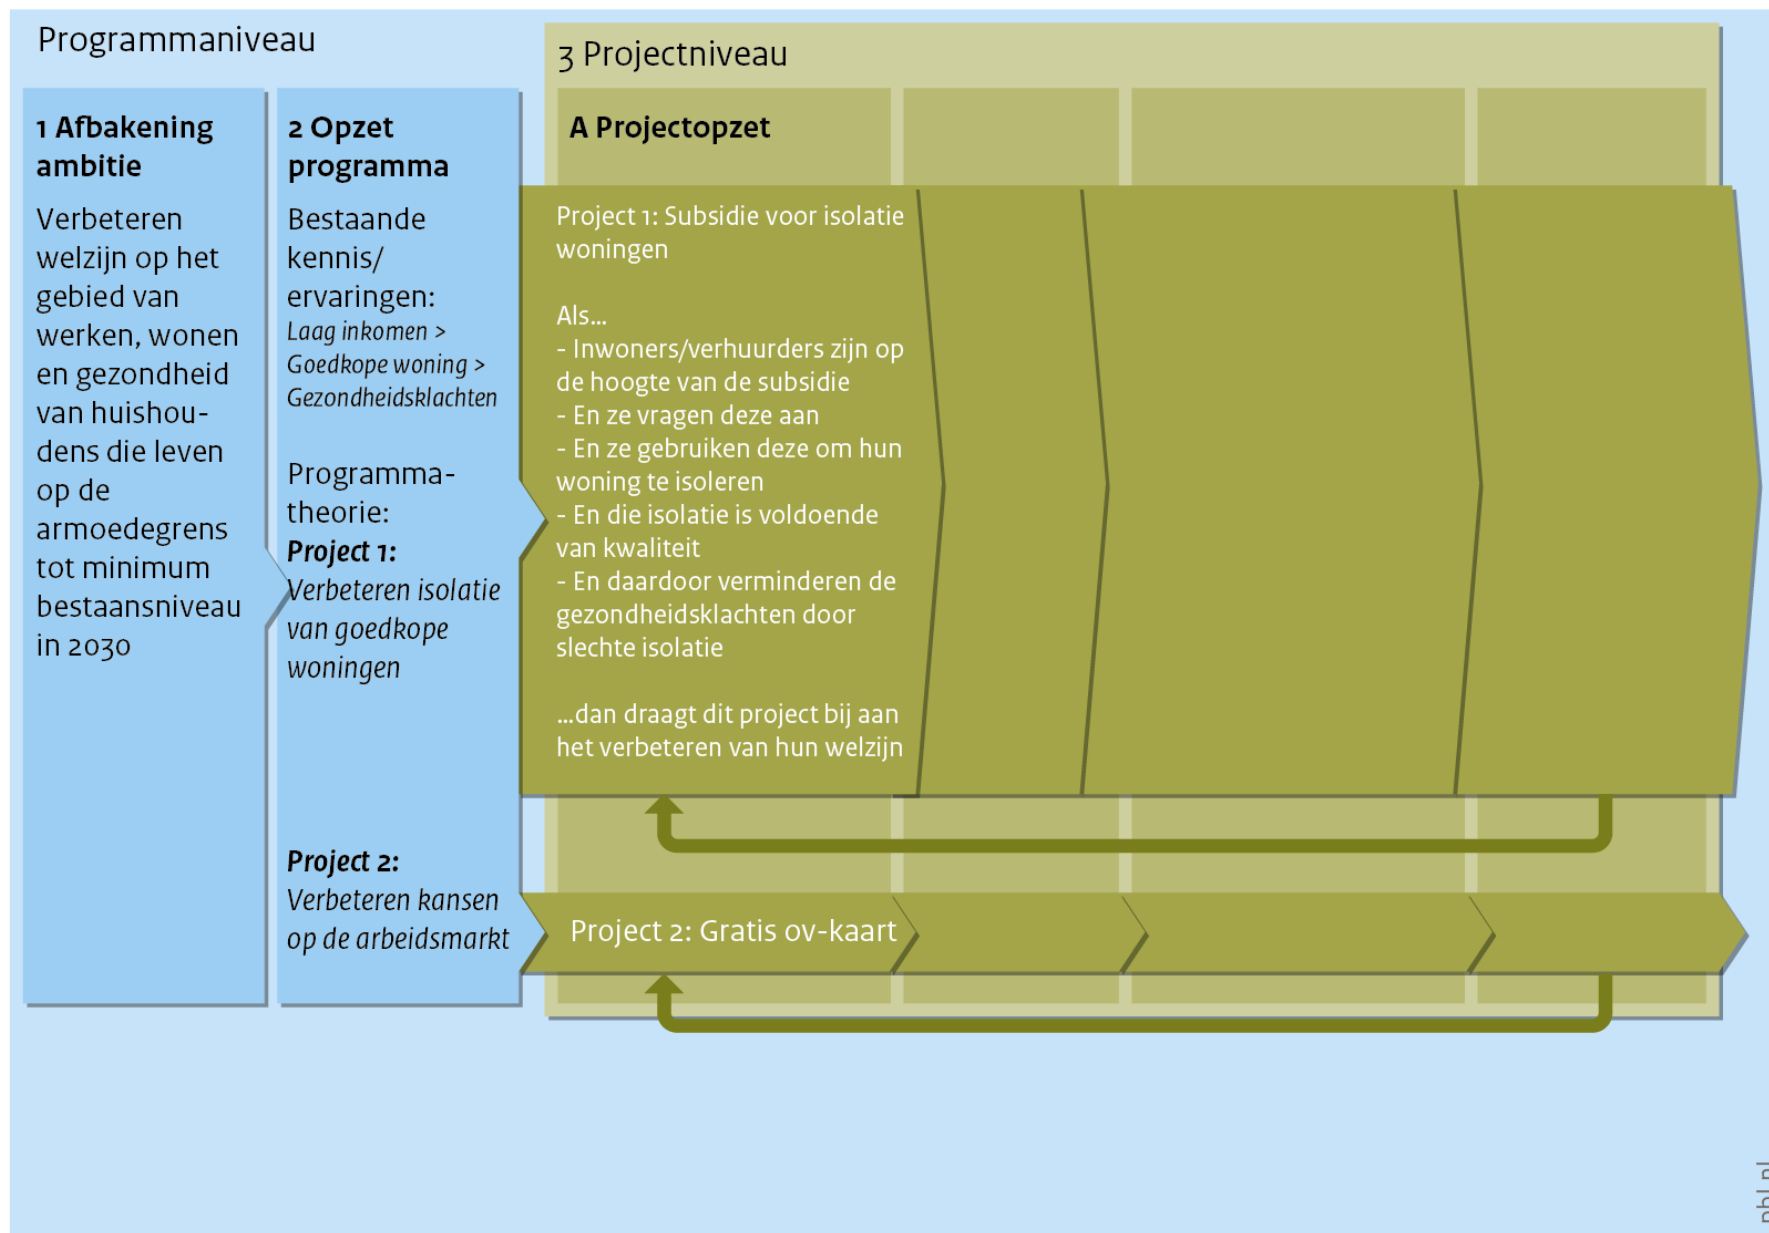 Programmaniveau
1 Afbakening
ambitie
Verbeteren
welzijn op het
gebied van
werken, wonen
en gezondheid
van huishou-
dens die leven
op de
armoedegrens
tot minimum
bestaansniveau
in 2030
2 Opzet
programma
Bestaande
kennis/
ervaringen:
Laag inkomen >
Goedkope woning >
Gezondheidsklachten
Programma-
theorie:
Project 1:
Verbeteren isolatie
van goedkope
woningen
Project 2:
Verbeteren kansen
op de arbeidsmarkt
3 Projectniveau
A Projectopzet
Project 1: Subsidie voor isolatie
woningen
Als...
- Inwoners/verhuurders zijn op
de hoogte van de subsidie
- En ze vragen deze aan
- En ze gebruiken deze om hun
woning te isoleren
- En die isolatie is voldoende
van kwaliteit
- En daardoor verminderen de
gezondheidsklachten door
slechte isolatie
...dan draagt dit project bij aan
het verbeteren van hun welzijn
Project 2: Gratis ov-kaart
pbl.nl